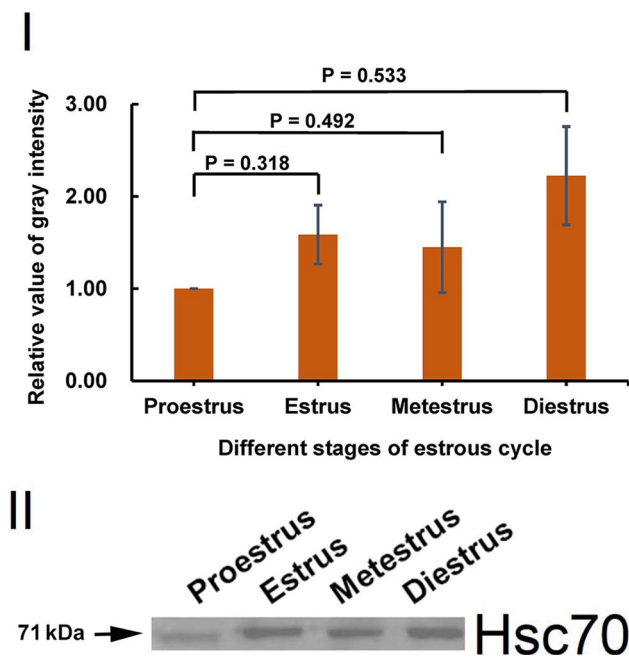 I
P = 0.533
P = 0.492
P = 0.318
Relative value of gray intensity
3.00
2.00
1.00
0.00
Proestrus Estrus Metestrus Diestrus
Different stages of estrous cycle
II
Proestrus Estrus Metestrus Diestrus
71 kDa Hsc70